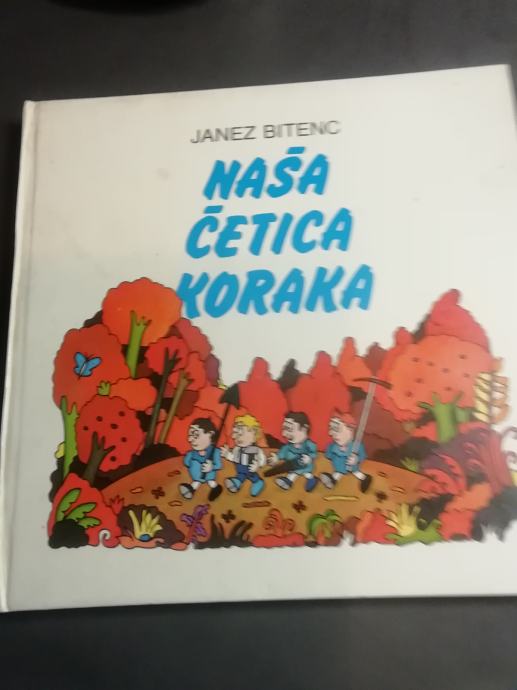 JANEZ BITENC
NAŠA
ČETICA
KORAKA